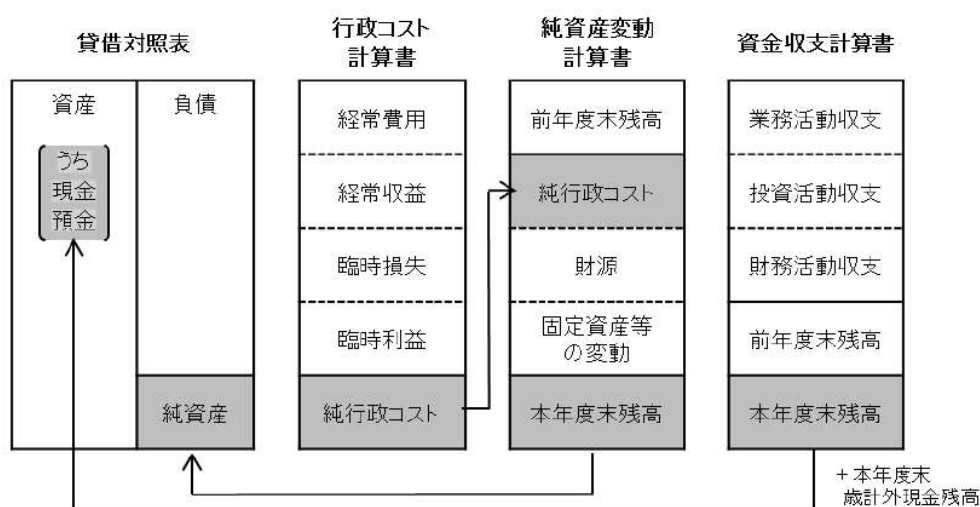 貸借対照表
資産
うち
現金
預金
負債
純資産
行政コスト
計算書
経常費用
経常収益
臨時損失
臨時利益
純行政コスト
純資産変動
計算書
前年度末残高
純行政コスト
財源
固定資産等
の変動
本年度末残高
資金収支計算書
業務活動収支
投資活動収支
財務活動収支
前年度末残高
本年度末残高
＋本年度末
歳計外現金残高